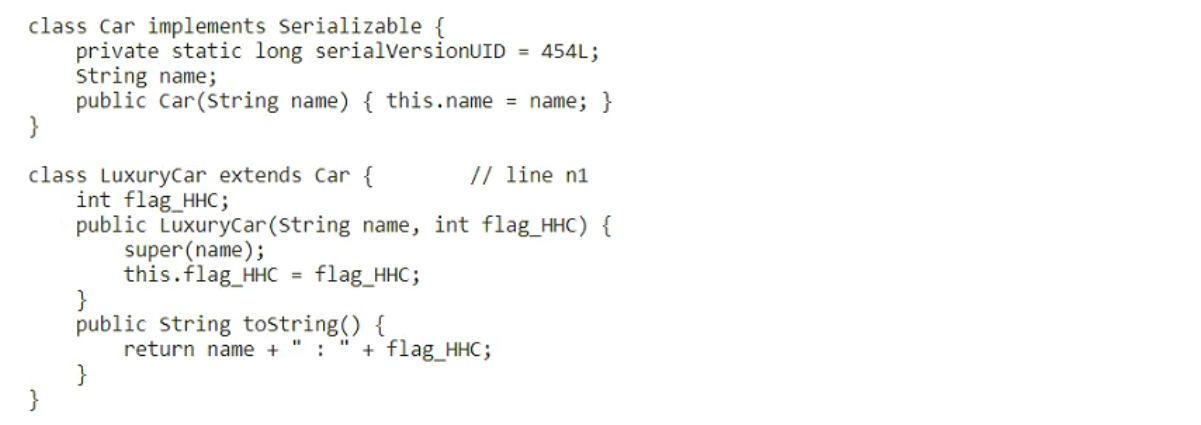 class Car implements Serializable {
    private static long serialVersionUID = 454L;
    String name;
    public Car(String name) { this.name = name; }
}
class LuxuryCar extends Car {        // line n1
    int flag_HHC;
    public LuxuryCar(String name, int flag_HHC) {
        super(name);
        this.flag_HHC = flag_HHC;
    }
    public String toString() {
        return name + " : " + flag_HHC;
    }
}